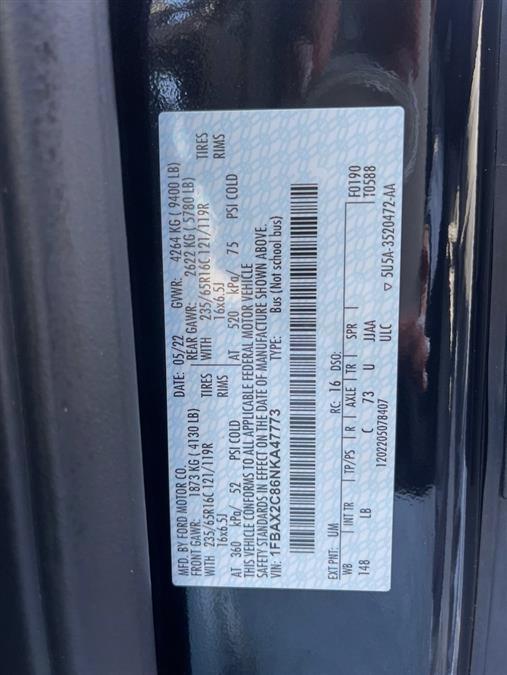 MFD. BY FORD MOTOR CO.
DATE: 05/22 GVWR: 4264 KG ( 9400 LB)
FRONT GAWR: 1873 KG ( 4130 LB) REAR GAWR: 2622 KG ( 5780 LB)
WITH 235/65R16C 121/119R TIRES WITH 235/65R16C 121/119R TIRES
16x6.5J RIMS 16x6.5J RIMS
AT 360 kPa/ 52 PSI COLD AT 520 kPa/ 75 PSI COLD
THIS VEHICLE CONFORMS TO ALL APPLICABLE FEDERAL MOTOR VEHICLE
SAFETY STANDARDS IN EFFECT ON THE DATE OF MANUFACTURE SHOWN ABOVE.
VIN: 1FBAX2C86NKA47773 TYPE: Bus (Not school bus)
EXT PNT: UM RC: 16 DSO: F0190
WB INT TR TP/PS R AXLE TR SPR T0588
148 LB C 73 U JJAA
ULC
1202205078407 ▽ 5U5A-3520472-AA